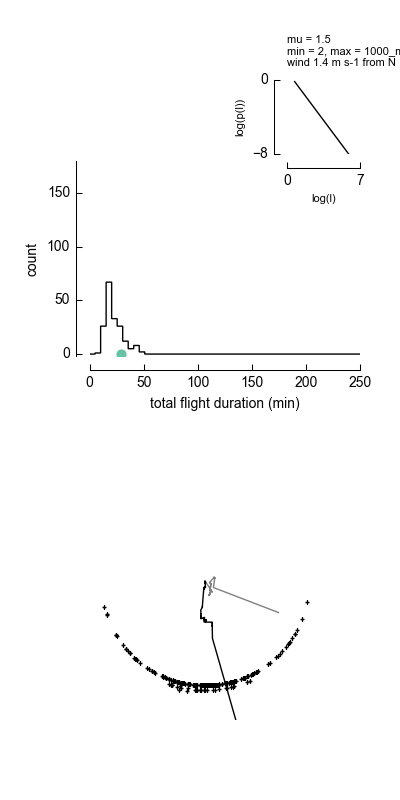 mu = 1.5
min = 2, max = 1000_m
wind 1.4 m s-1 from N
0
log(p(l))
−8
0 7
log(l)
150
100
count
50
0
0 50 100 150 200 250
total flight duration (min)